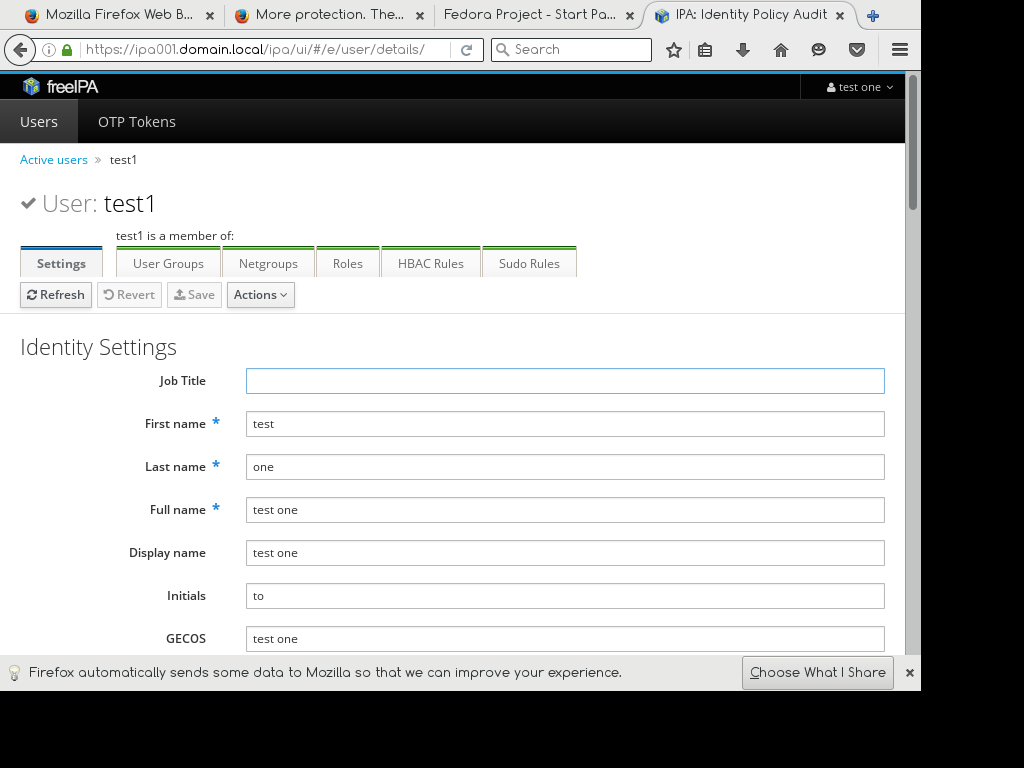 Mozilla Firefox Web B...
More protection. The...
Fedora Project - Start Pa...
IPA: Identity Policy Audit
https://ipa001.domain.local/ipa/ui/#/e/user/details/
Search
freeIPA
test one
Users
OTP Tokens
Active users » test1
User: test1
test1 is a member of:
Settings
User Groups
Netgroups
Roles
HBAC Rules
Sudo Rules
Refresh
Revert
Save
Actions
Identity Settings
Job Title
First name *
test
Last name *
one
Full name *
test one
Display name
test one
Initials
to
GECOS
test one
Firefox automatically sends some data to Mozilla so that we can improve your experience.
Choose What I Share